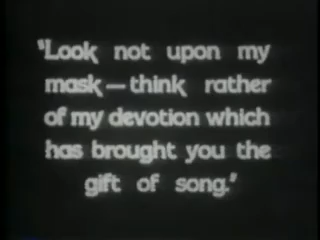 "Look not upon my
mask—think rather
of my devotion which
has brought you the
gift of song."